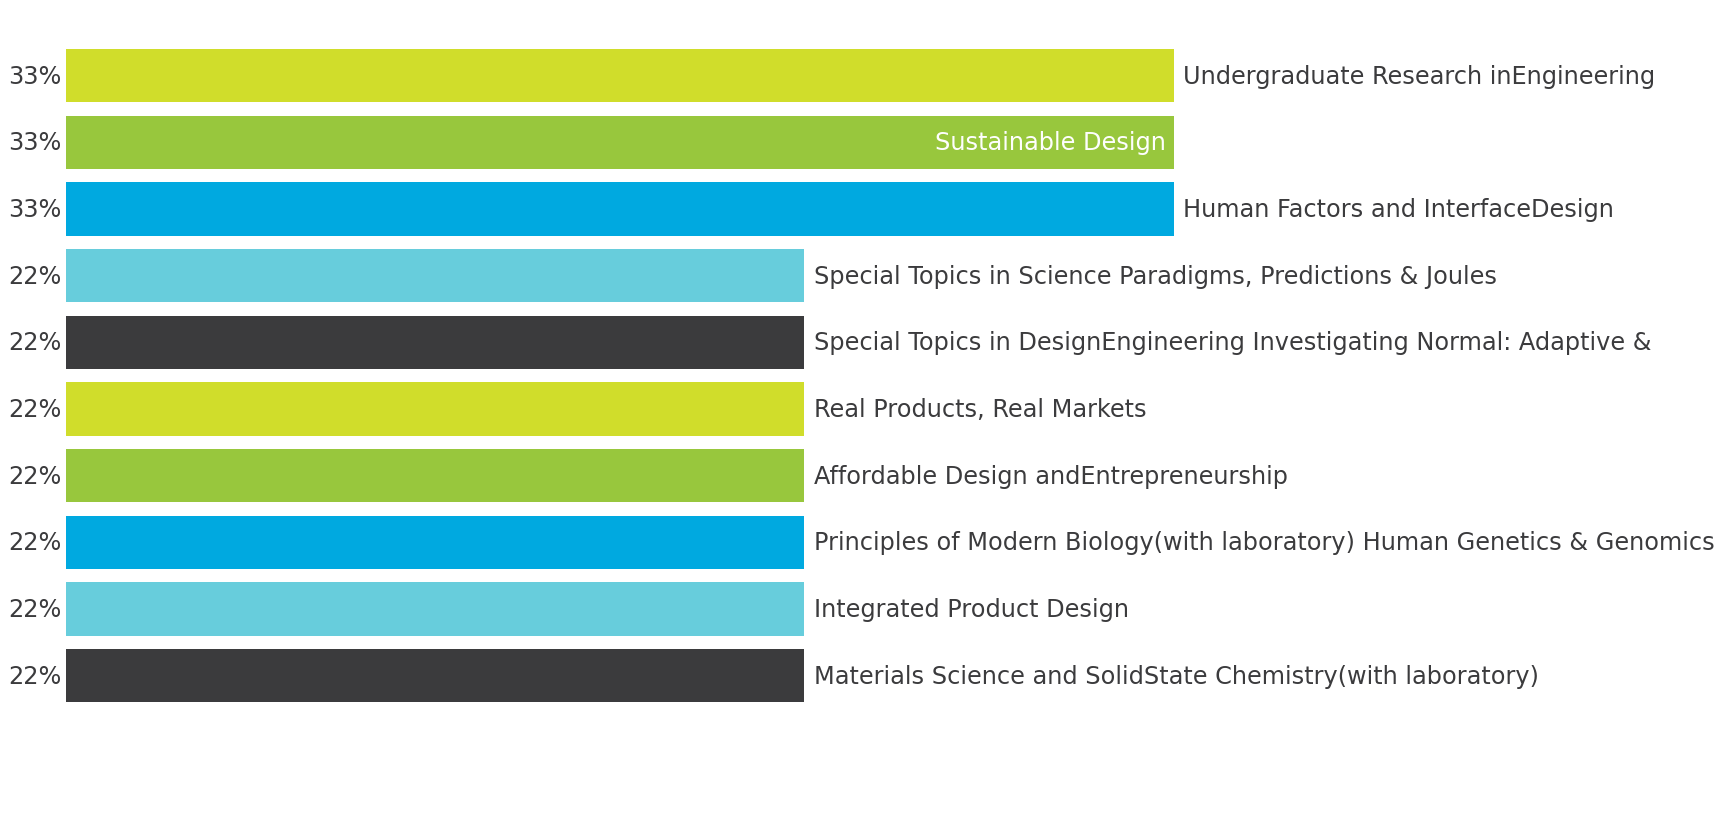 33% Undergraduate Research inEngineering
33% Sustainable Design
33% Human Factors and InterfaceDesign
22% Special Topics in Science Paradigms, Predictions & Joules
22% Special Topics in DesignEngineering Investigating Normal: Adaptive &
22% Real Products, Real Markets
22% Affordable Design andEntrepreneurship
22% Principles of Modern Biology(with laboratory) Human Genetics & Genomics
22% Integrated Product Design
22% Materials Science and SolidState Chemistry(with laboratory)